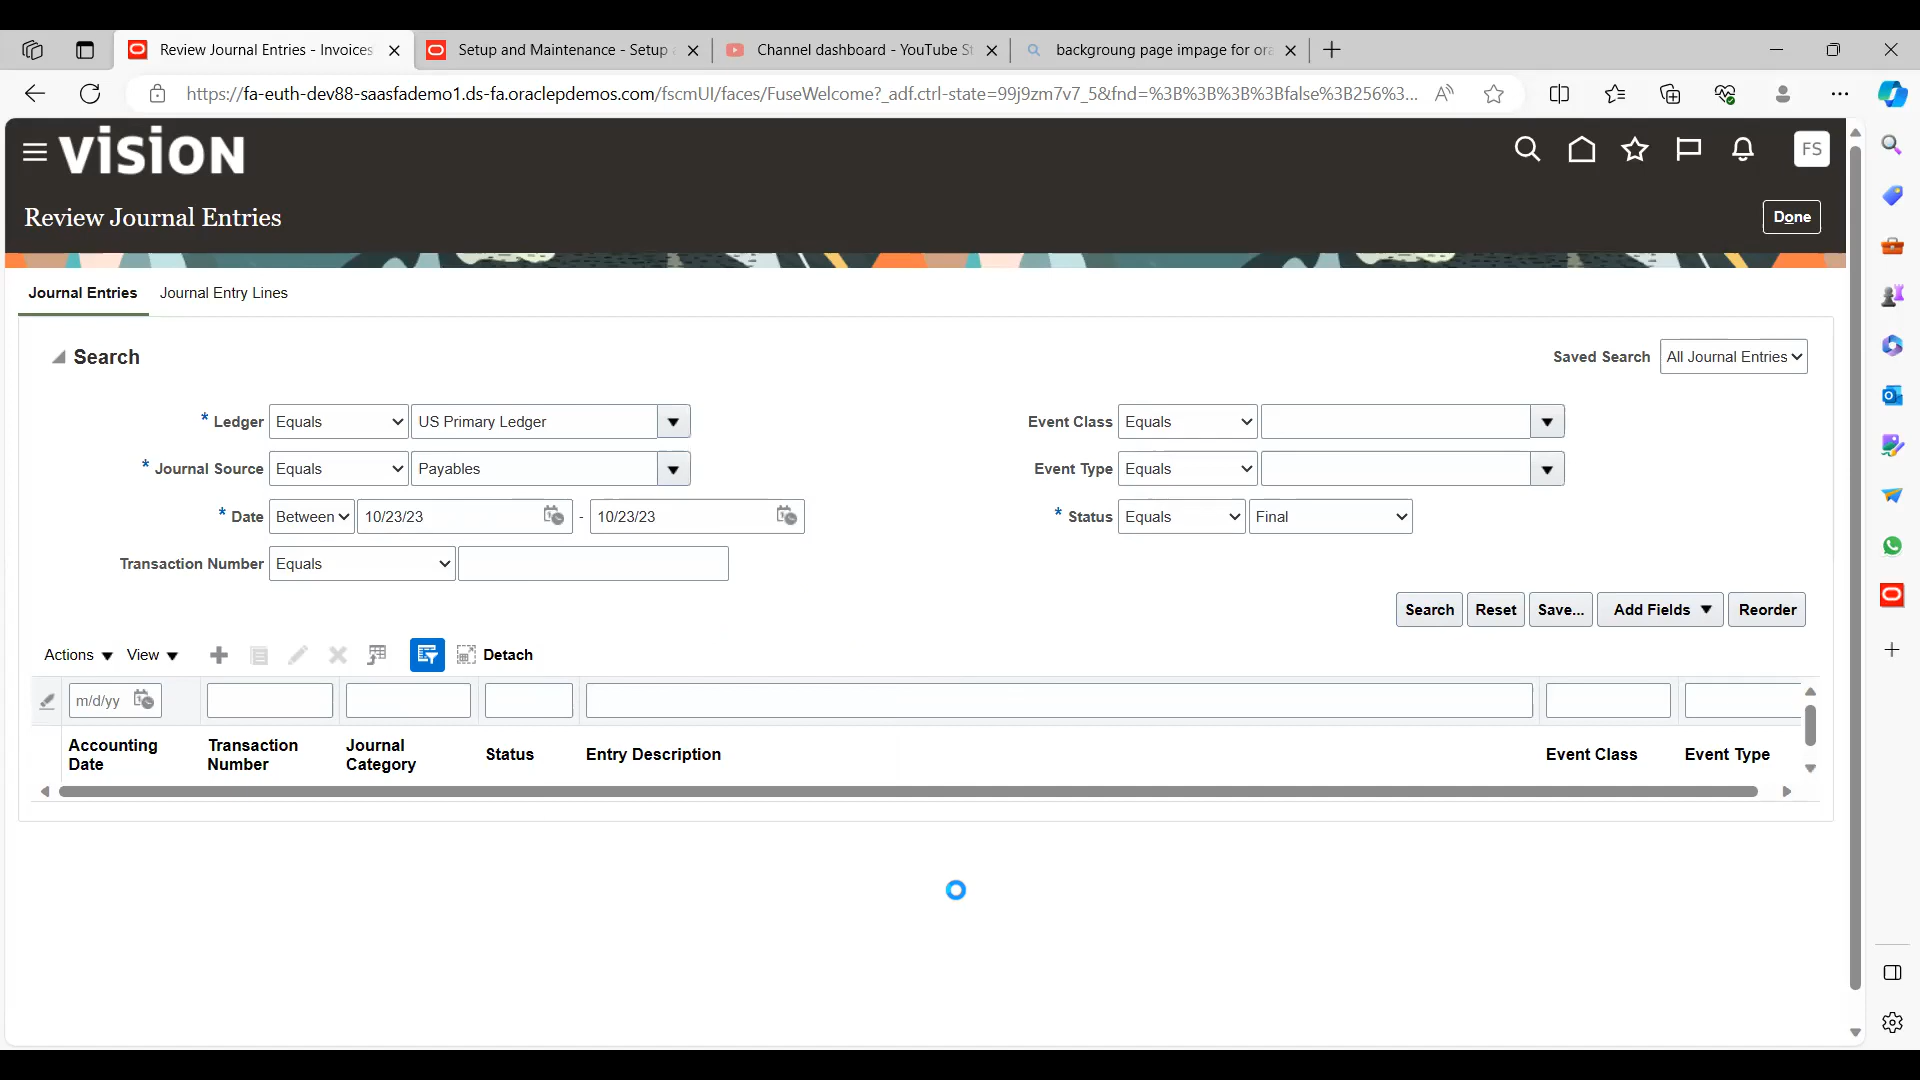 Review Journal Entries - Invoices
Setup and Maintenance - Setup
Channel dashboard - YouTube St
backgroung page impage for ora
https://fa-euth-dev88-saasfademo1.ds-fa.oraclepdemos.com/fscmUI/faces/FuseWelcome?_adf.ctrl-state=99j9zm7v7_5&fnd=%3B%3B%3B%3Bfalse%3B256%3...
VISION
FS
Review Journal Entries
Done
Journal Entries Journal Entry Lines
Search
Saved Search All Journal Entries
* Ledger Equals US Primary Ledger
Event Class Equals
* Journal Source Equals Payables
Event Type Equals
* Date Between 10/23/23 - 10/23/23
* Status Equals Final
Transaction Number Equals
Search Reset Save... Add Fields Reorder
Actions View Detach
m/d/yy
Accounting Date
Transaction Number
Journal Category
Status
Entry Description
Event Class
Event Type